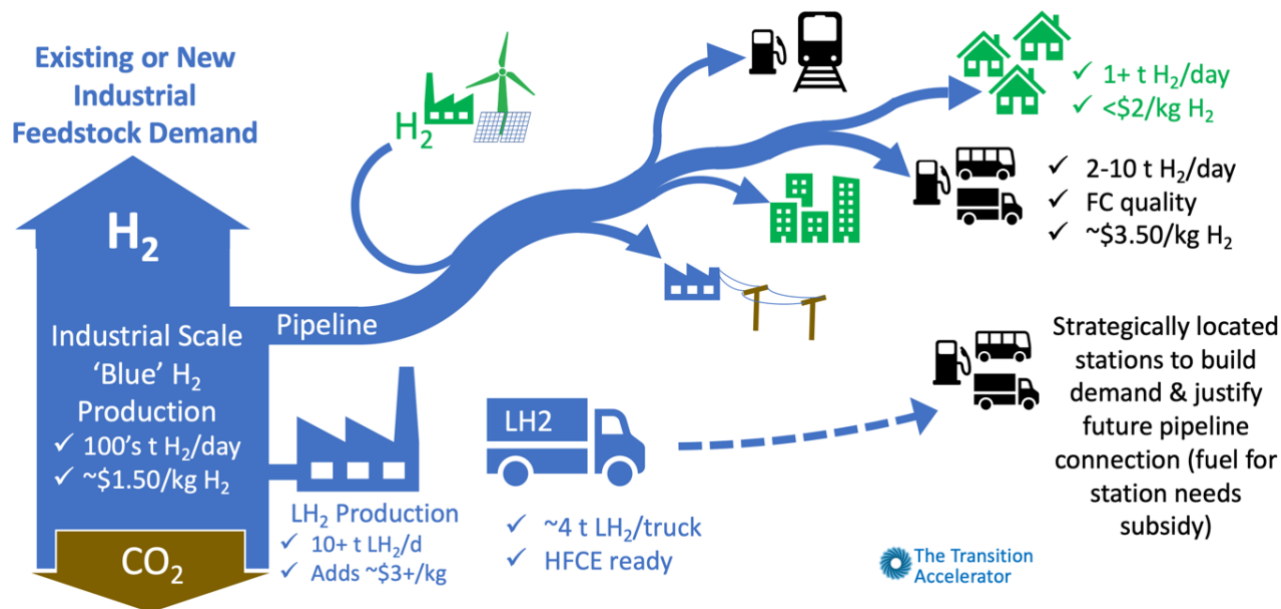 Existing or New
Industrial
Feedstock Demand
H₂
Industrial Scale
‘Blue’ H₂
Production
✓ 100’s t H₂/day
✓ ~$1.50/kg H₂
CO₂
Pipeline
H₂
✓ 1+ t H₂/day
✓ <$2/kg H₂
✓ 2-10 t H₂/day
✓ FC quality
✓ ~$3.50/kg H₂
LH₂ Production
✓ 10+ t LH₂/d
✓ Adds ~$3+/kg
LH2
✓ ~4 t LH₂/truck
✓ HFCE ready
Strategically located
stations to build
demand & justify
future pipeline
connection (fuel for
station needs
subsidy)
The Transition
Accelerator